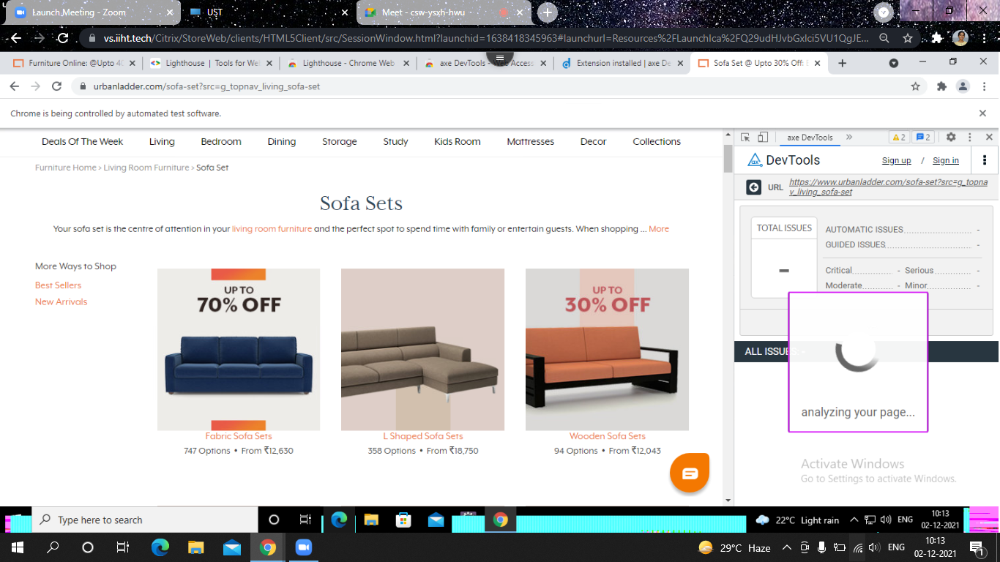 Launch Meeting - Zoom
UST
Meet - csw-ysxh-hwu
vs.iiht.tech/Citrix/StoreWeb/clients/HTML5Client/src/SessionWindow.html?launchid=1638418345963#launchurl=Resources%2FLaunchIca%2FQ29udHJvbGxlci5VU1QgJE...
Furniture Online: @Upto 40
Lighthouse | Tools for Web
Lighthouse - Chrome Web
axe DevTools - Web Access
Extension installed | axe De
Sofa Set @ Upto 30% Off:
urbanladder.com/sofa-set?src=g_topnav_living_sofa-set
Chrome is being controlled by automated test software.
Deals Of The Week Living Bedroom Dining Storage Study Kids Room Mattresses Decor Collections
Furniture Home > Living Room Furniture > Sofa Set
Sofa Sets
Your sofa set is the centre of attention in your living room furniture and the perfect spot to spend time with family or entertain guests. When shopping ... More
More Ways to Shop
Best Sellers
New Arrivals
UP TO
70% OFF
Fabric Sofa Sets
747 Options • From ₹12,630
L Shaped Sofa Sets
358 Options • From ₹18,750
UP TO
30% OFF
Wooden Sofa Sets
94 Options • From ₹12,043
axe DevTools
2
2
DevTools
Sign up / Sign in
URL https://www.urbanladder.com/sofa-set?src=g_topna
v_living_sofa-set
TOTAL ISSUES
-
AUTOMATIC ISSUES -
GUIDED ISSUES -
Critical - Serious -
Moderate - Minor -
ALL ISSUES: -
analyzing your page...
Activate Windows
Go to Settings to activate Windows.
Type here to search
22°C Light rain
ENG
10:13
02-12-2021
29°C Haze
ENG
10:13
02-12-2021
1